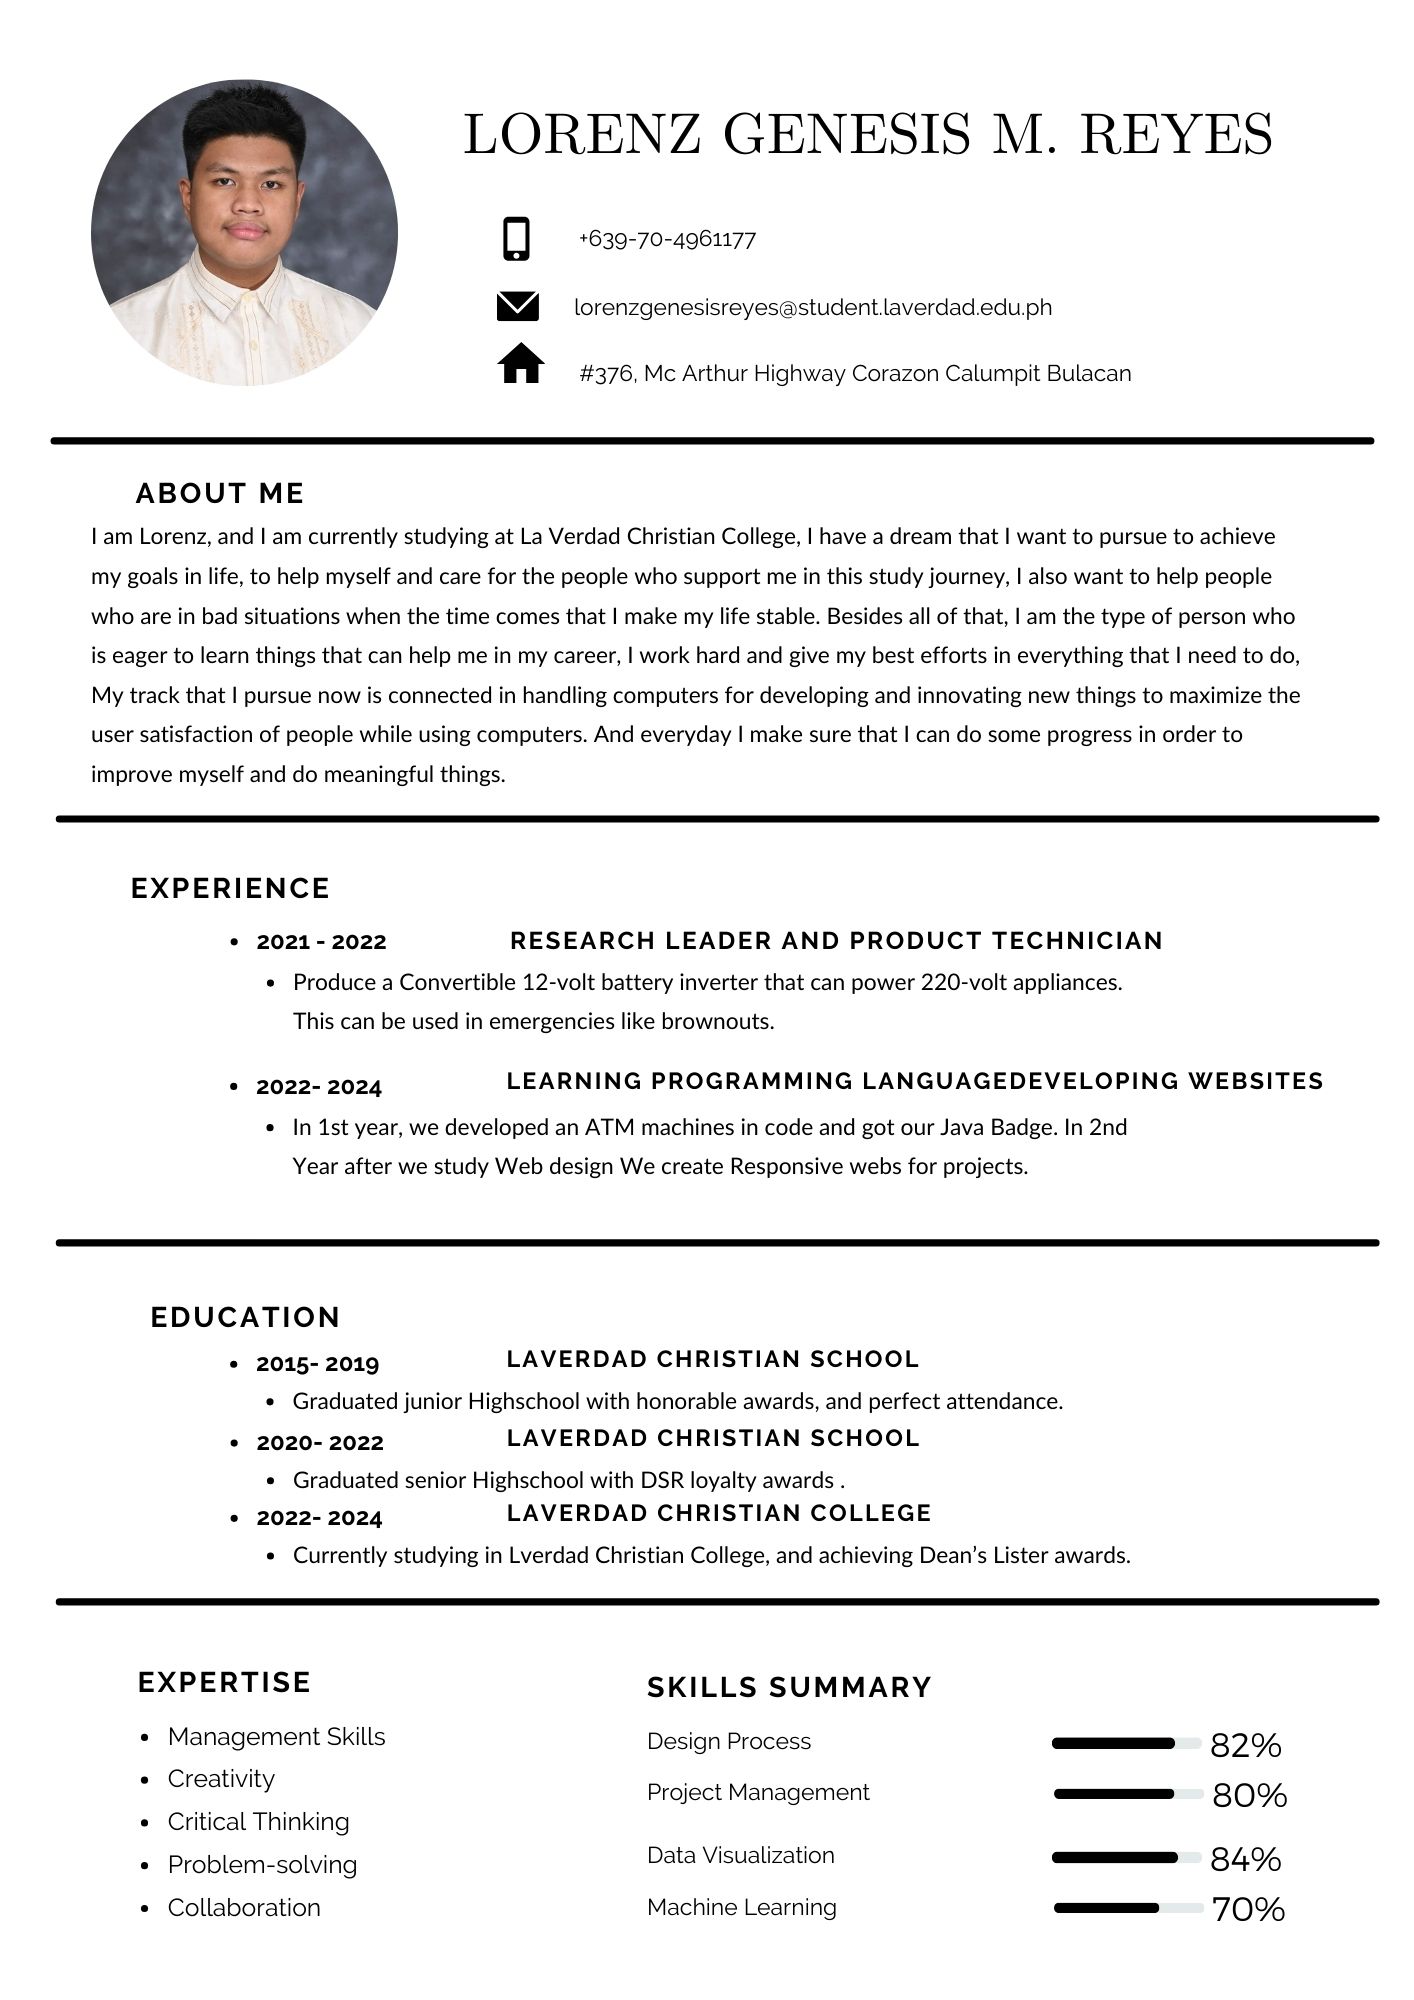 LORENZ GENESIS M. REYES
+639-70-4961177
lorenzgenesisreyes@student.laverdad.edu.ph
#376, Mc Arthur Highway Corazon Calumpit Bulacan
ABOUT ME
I am Lorenz, and I am currently studying at La Verdad Christian College, I have a dream that I want to pursue to achieve
my goals in life, to help myself and care for the people who support me in this study journey, I also want to help people
who are in bad situations when the time comes that I make my life stable. Besides all of that, I am the type of person who
is eager to learn things that can help me in my career, I work hard and give my best efforts in everything that I need to do,
My track that I pursue now is connected in handling computers for developing and innovating new things to maximize the
user satisfaction of people while using computers. And everyday I make sure that I can do some progress in order to
improve myself and do meaningful things.
EXPERIENCE
• 2021 - 2022 RESEARCH LEADER AND PRODUCT TECHNICIAN
• Produce a Convertible 12-volt battery inverter that can power 220-volt appliances.
This can be used in emergencies like brownouts.
• 2022- 2024 LEARNING PROGRAMMING LANGUAGEDEVELOPING WEBSITES
• In 1st year, we developed an ATM machines in code and got our Java Badge. In 2nd
Year after we study Web design We create Responsive webs for projects.
EDUCATION
• 2015- 2019 LAVERDAD CHRISTIAN SCHOOL
• Graduated junior Highschool with honorable awards, and perfect attendance.
• 2020- 2022 LAVERDAD CHRISTIAN SCHOOL
• Graduated senior Highschool with DSR loyalty awards .
• 2022- 2024 LAVERDAD CHRISTIAN COLLEGE
• Currently studying in Lverdad Christian College, and achieving Dean’s Lister awards.
EXPERTISE
• Management Skills
• Creativity
• Critical Thinking
• Problem-solving
• Collaboration
SKILLS SUMMARY
Design Process 82%
Project Management 80%
Data Visualization 84%
Machine Learning 70%